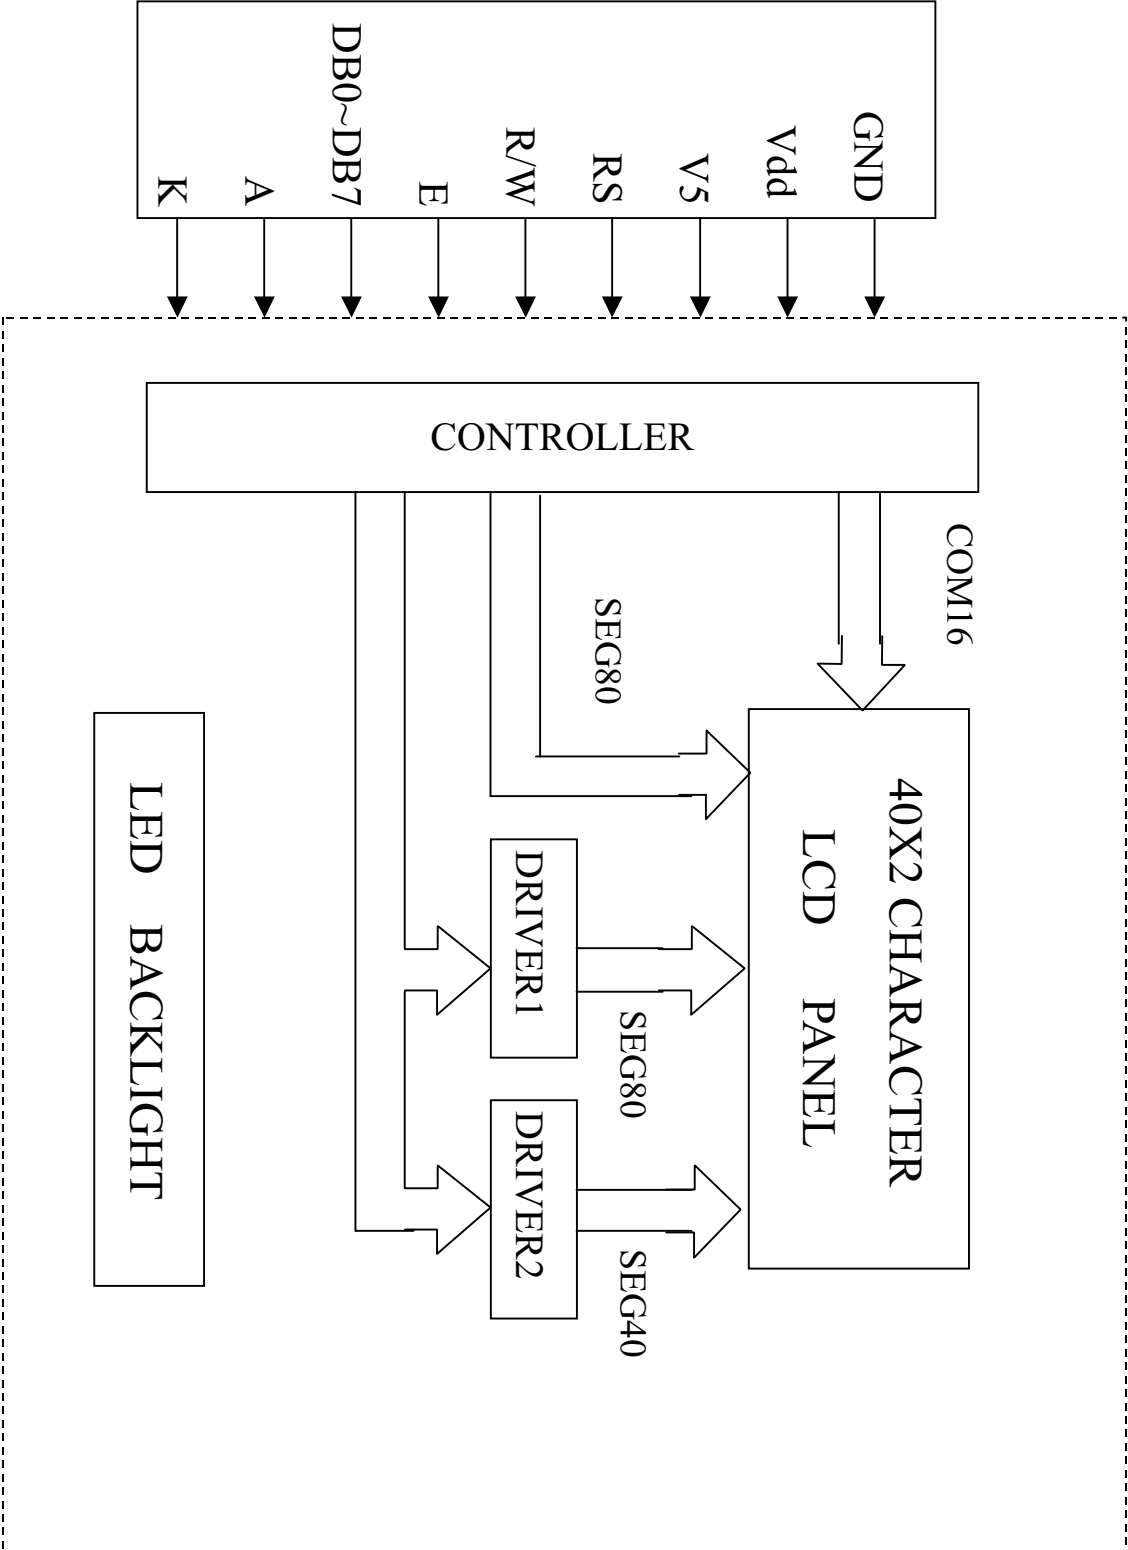 GND
Vdd
V5
RS
R/W
E
DB0~DB7
A
K
CONTROLLER
COM16
SEG80
40X2 CHARACTER
LCD PANEL
DRIVER1
SEG80
DRIVER2
SEG40
LED BACKLIGHT